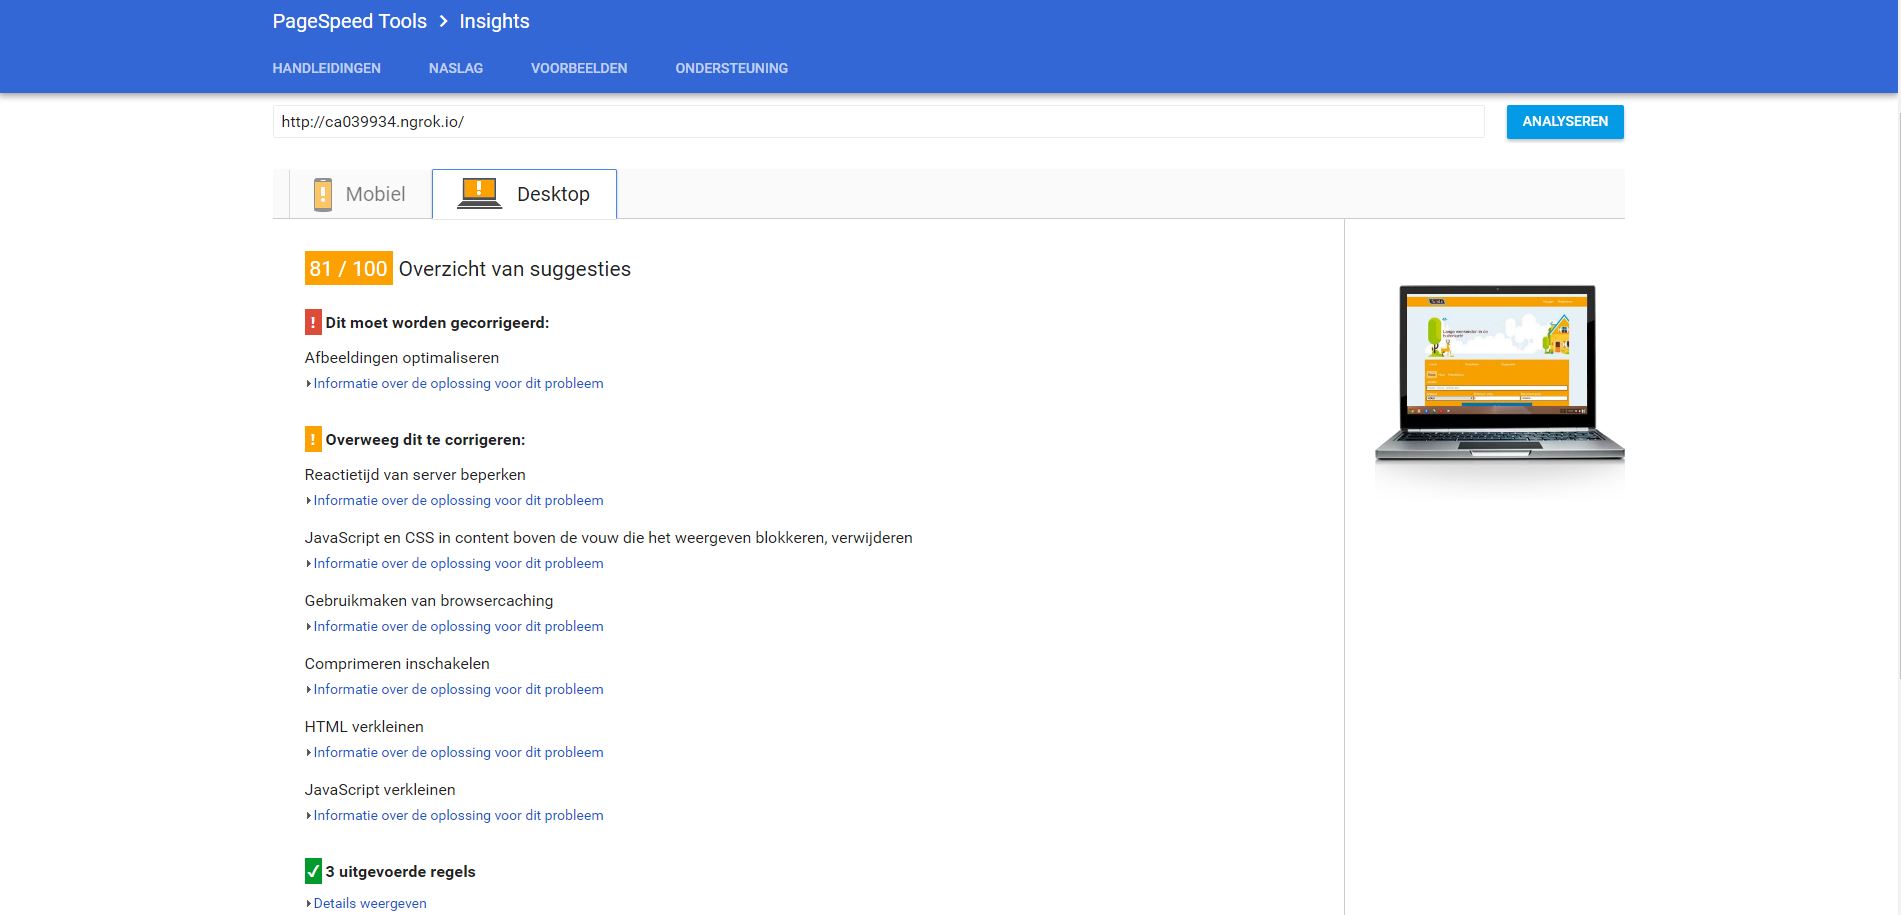 PageSpeed Tools > Insights
HANDLEIDINGEN NASLAG VOORBEELDEN ONDERSTEUNING
http://ca039934.ngrok.io/ ANALYSEREN
Mobiel Desktop
81 / 100 Overzicht van suggesties
! Dit moet worden gecorrigeerd:
Afbeeldingen optimaliseren
Informatie over de oplossing voor dit probleem
! Overweeg dit te corrigeren:
Reactietijd van server beperken
Informatie over de oplossing voor dit probleem
JavaScript en CSS in content boven de vouw die het weergeven blokkeren, verwijderen
Informatie over de oplossing voor dit probleem
Gebruikmaken van browsercaching
Informatie over de oplossing voor dit probleem
Comprimeren inschakelen
Informatie over de oplossing voor dit probleem
HTML verkleinen
Informatie over de oplossing voor dit probleem
JavaScript verkleinen
Informatie over de oplossing voor dit probleem
3 uitgevoerde regels
Details weergeven